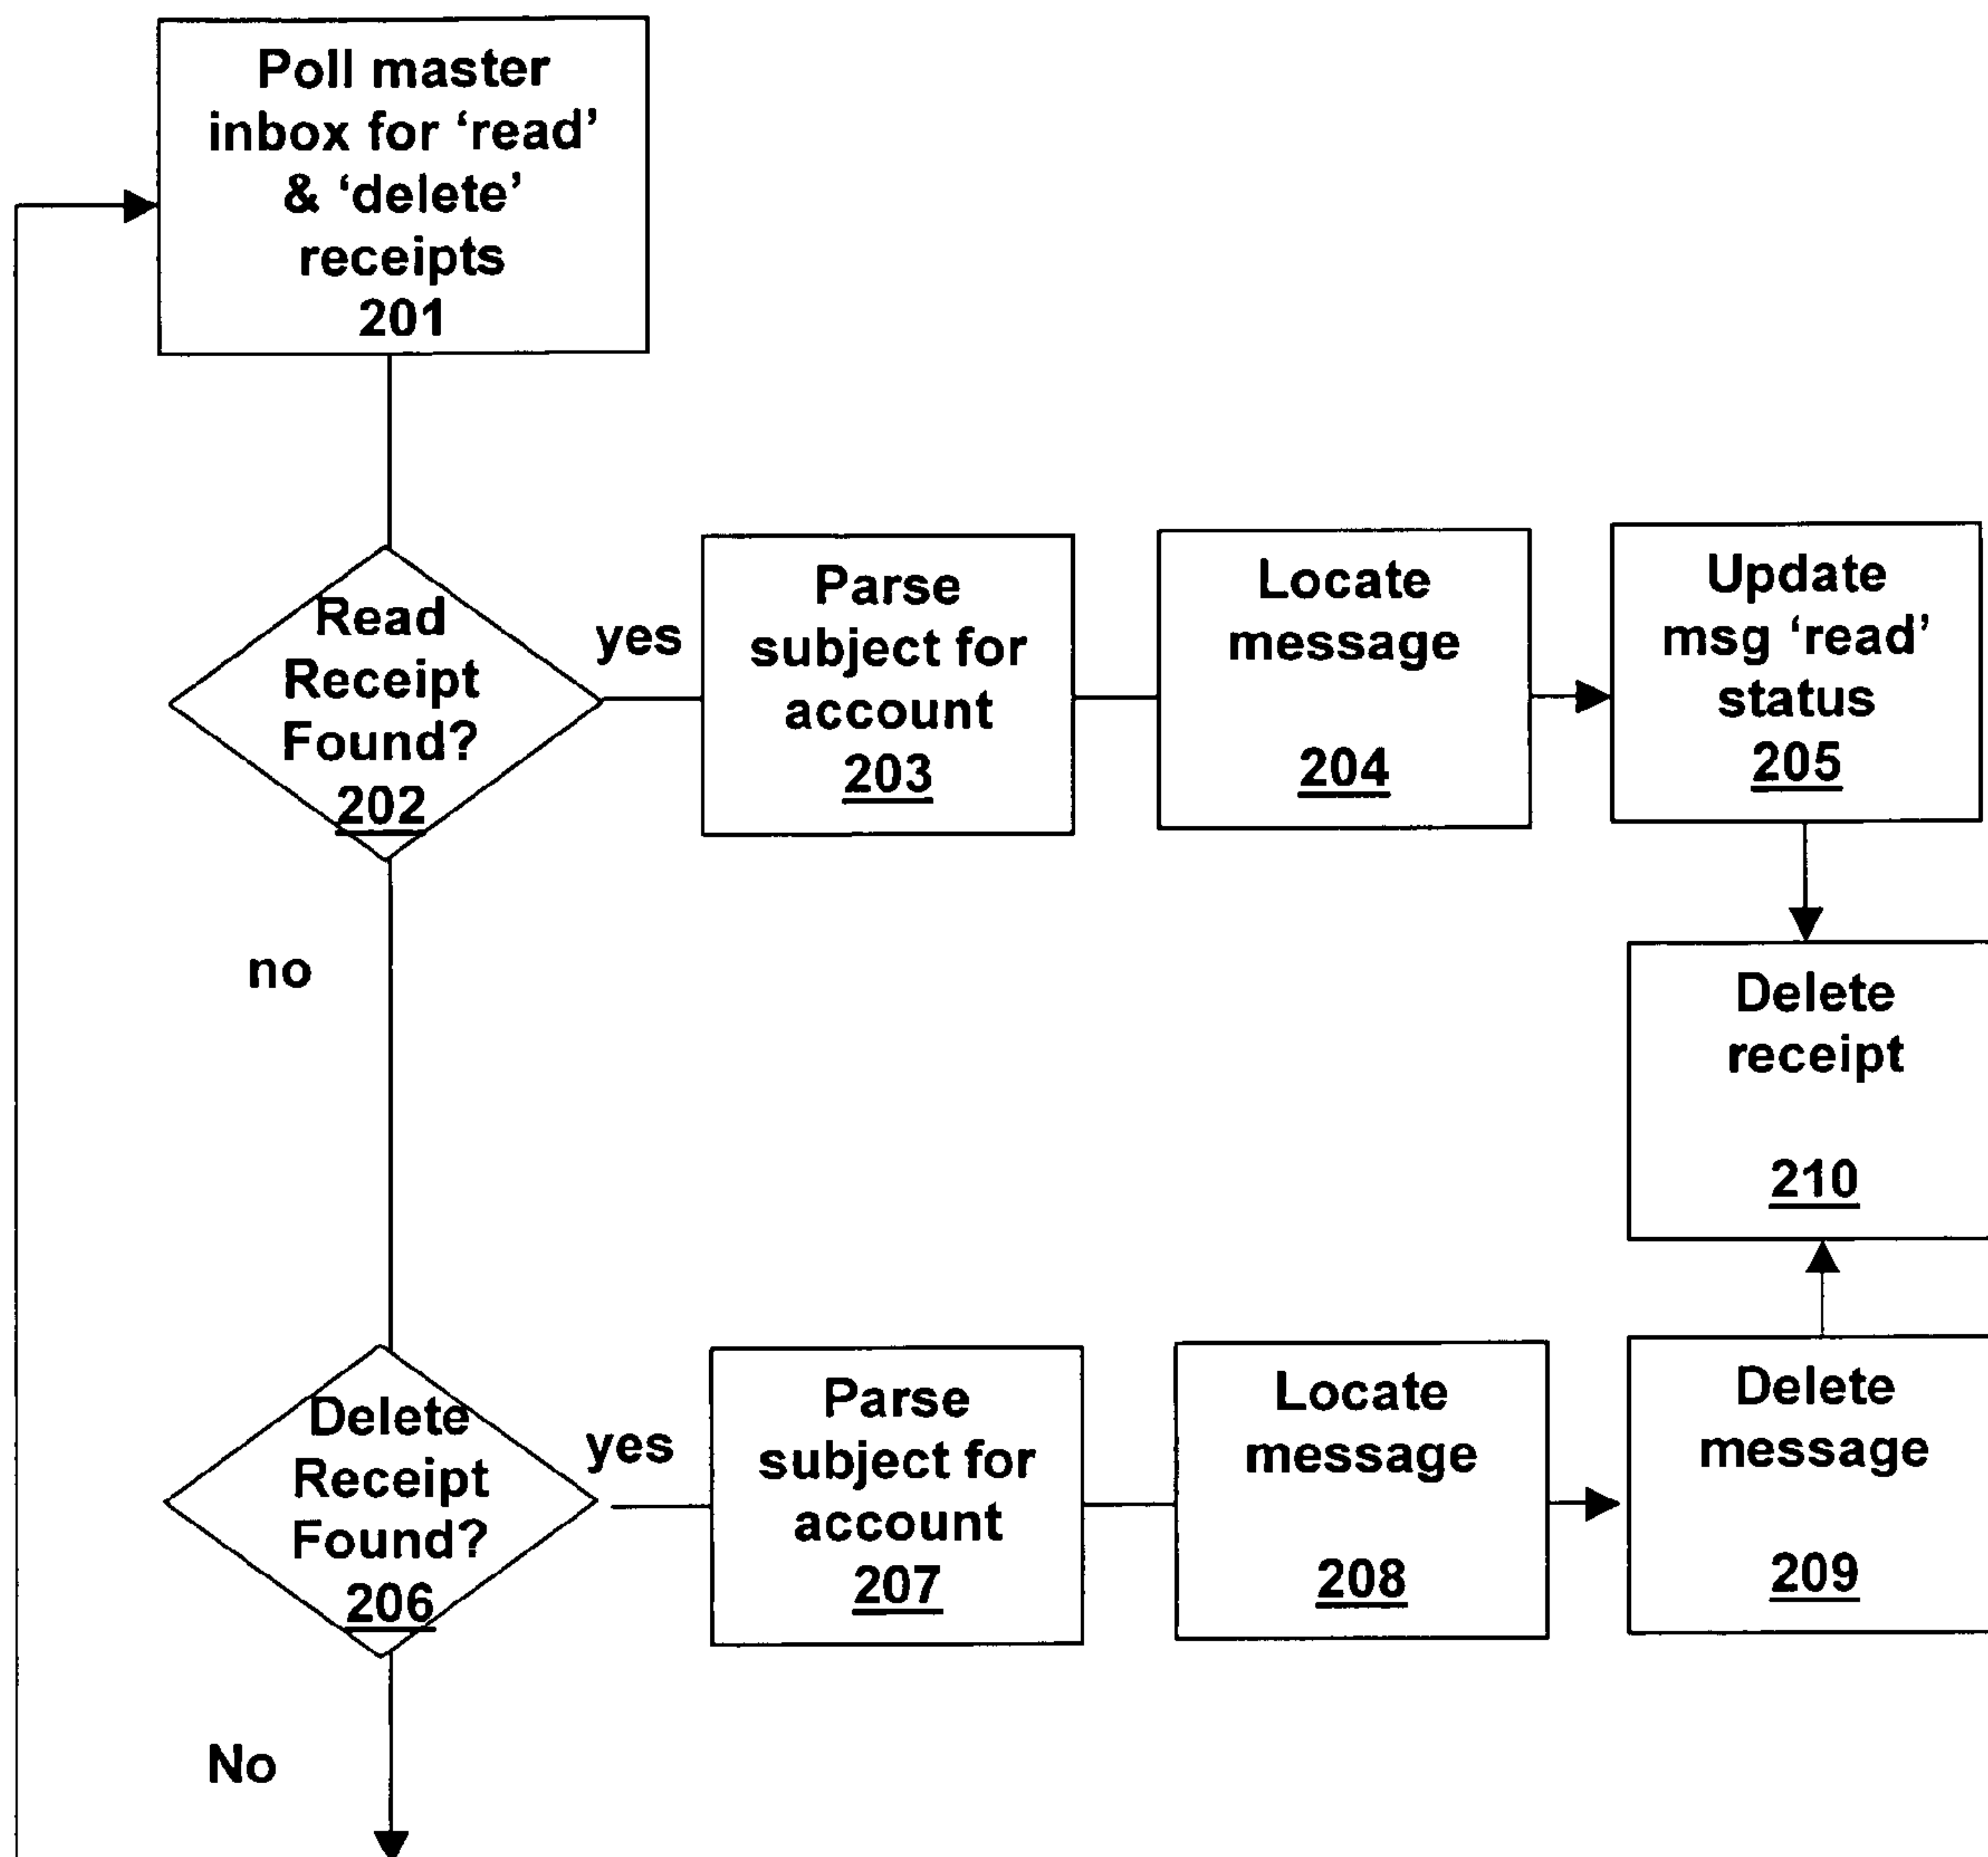 Poll master
inbox for ‘read’
& ‘delete’
receipts
201
Read
Receipt
Found?
202
yes
Parse
subject for
account
203
Locate
message
204
Update
msg ‘read’
status
205
no
Delete
receipt
210
Delete
Receipt
Found?
206
yes
Parse
subject for
account
207
Locate
message
208
Delete
message
209
No